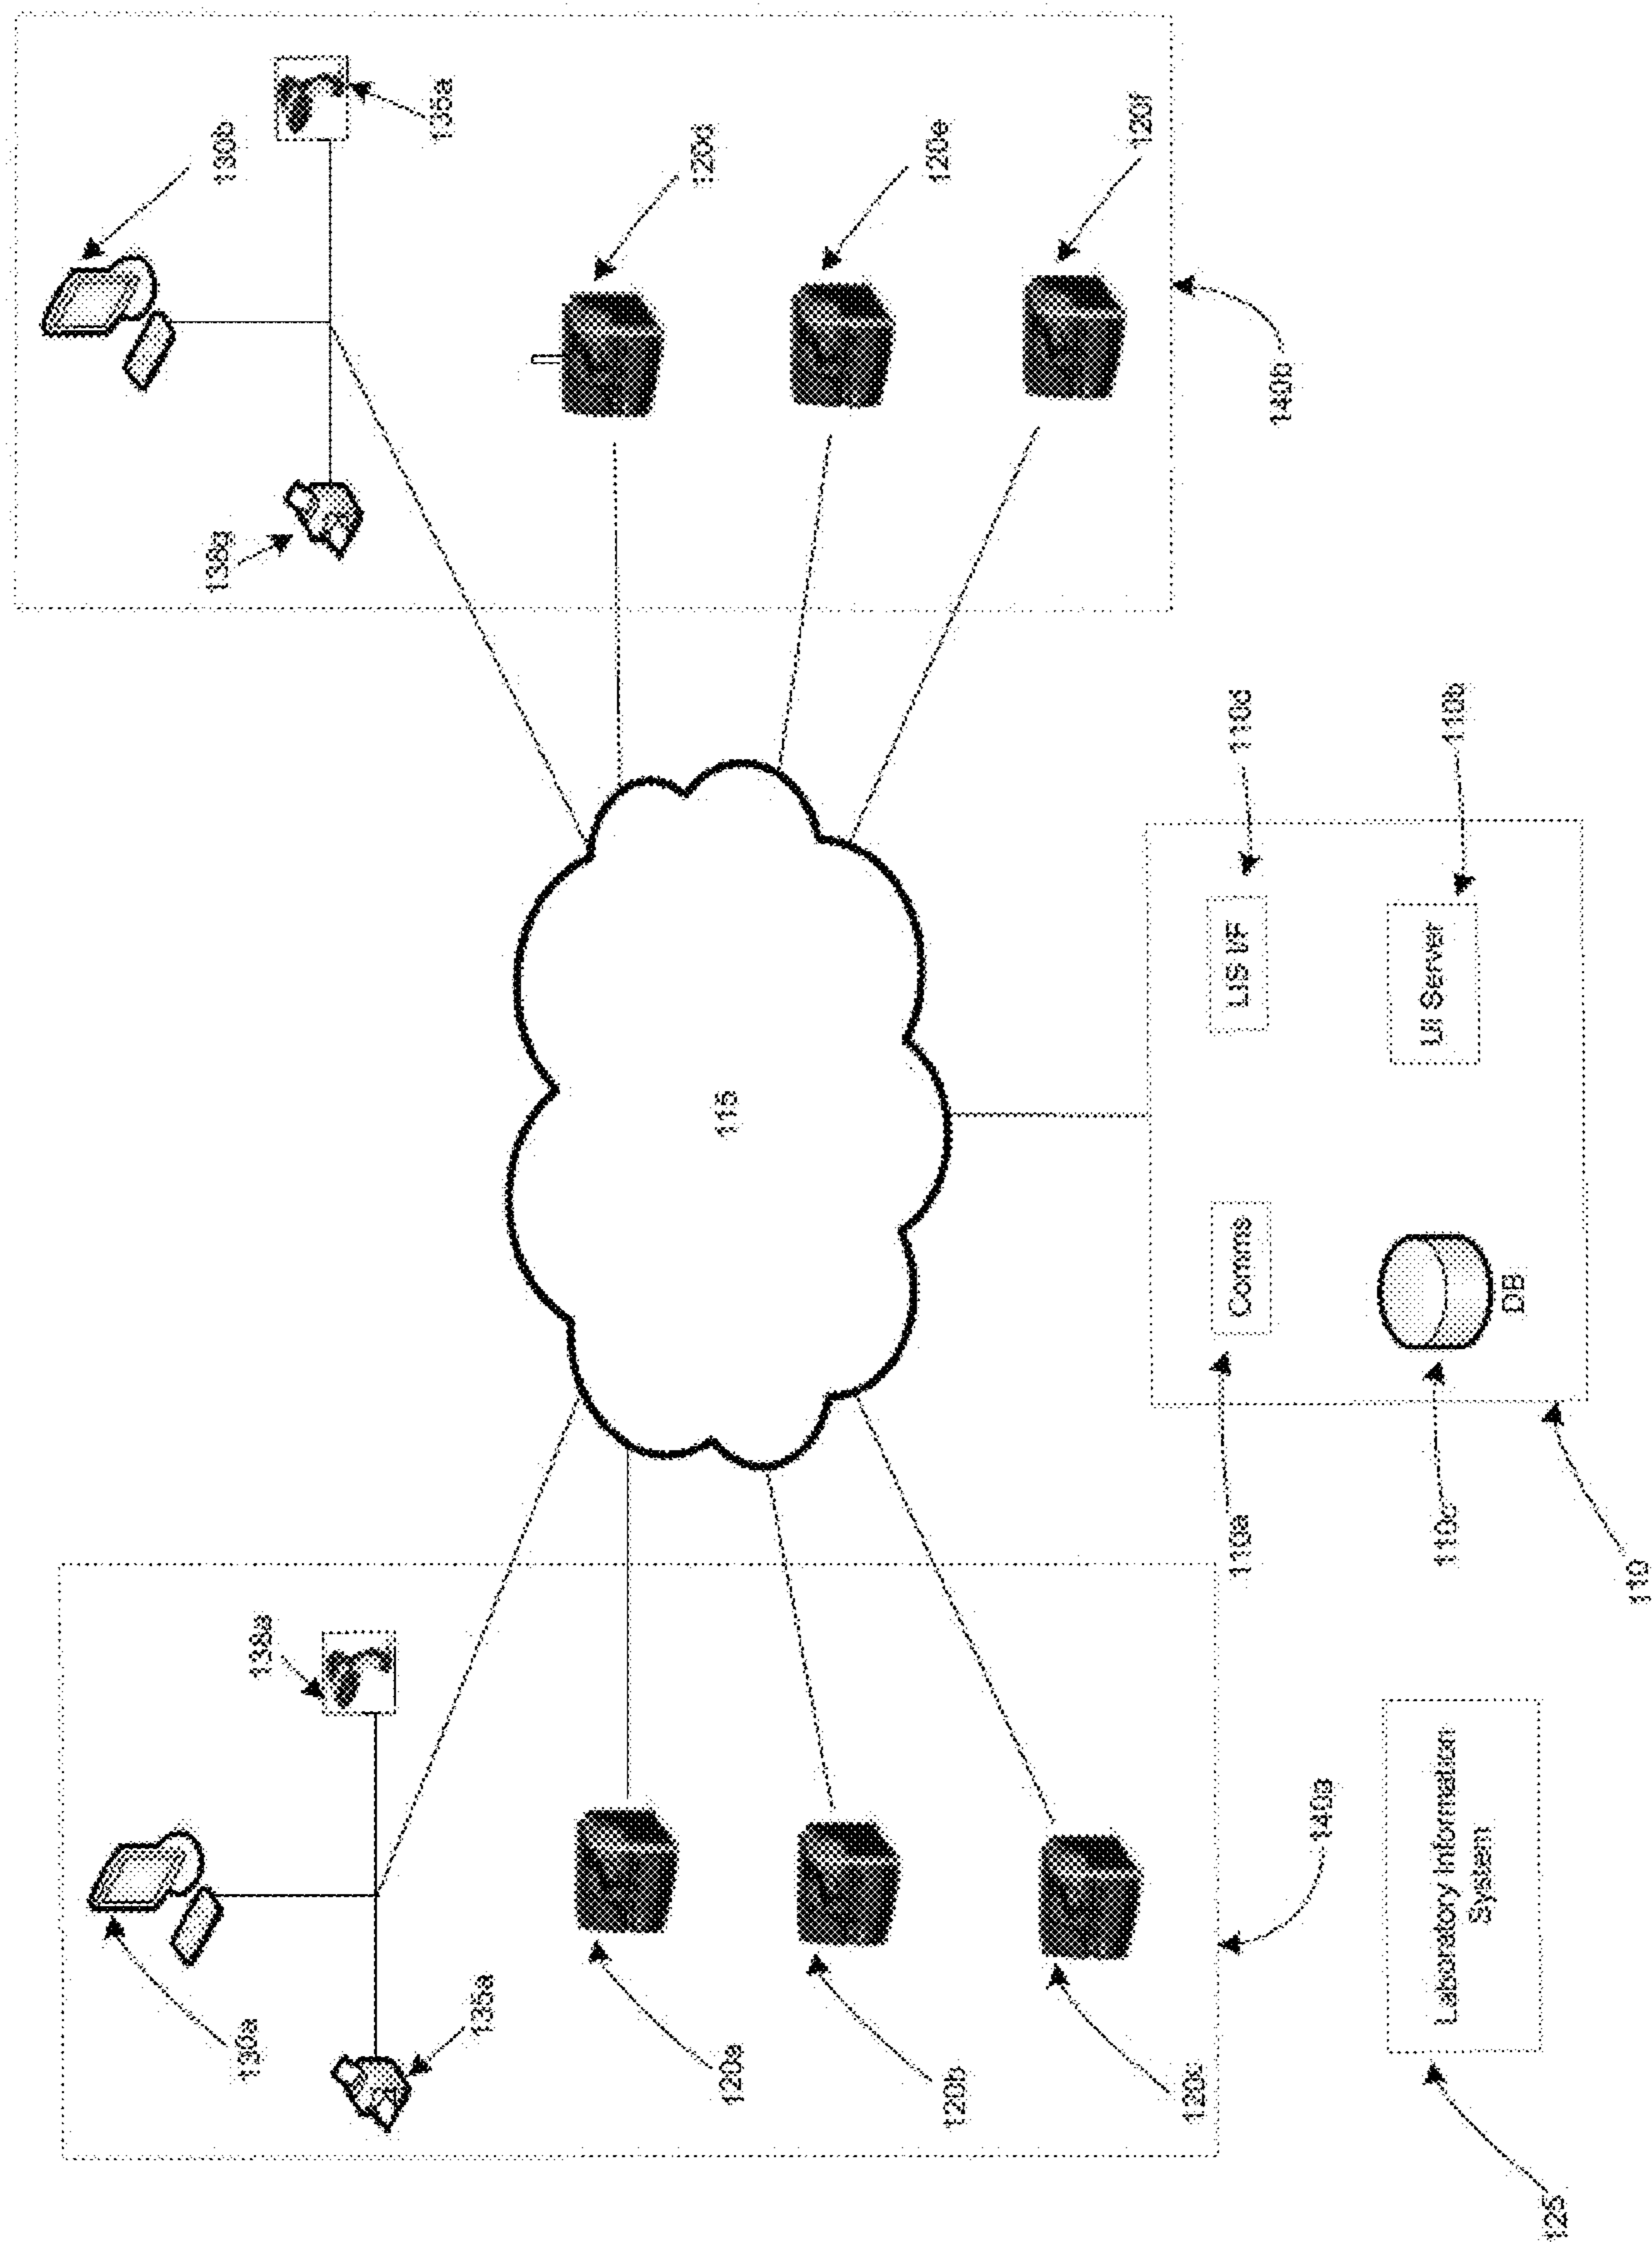 130a
138a
135a
120a
120b
120c
140a
125
Laboratory Information
System
115
110a
Comms
LIS I/F
110d
110c
DB
UI Server
110b
110
130b
135a
120d
120e
120f
140b